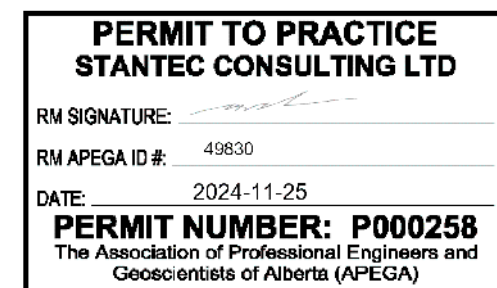 PERMIT TO PRACTICE
STANTEC CONSULTING LTD
RM SIGNATURE:
RM APEGA ID #: 49830
DATE: 2024-11-25
PERMIT NUMBER: P000258
The Association of Professional Engineers and
Geoscientists of Alberta (APEGA)